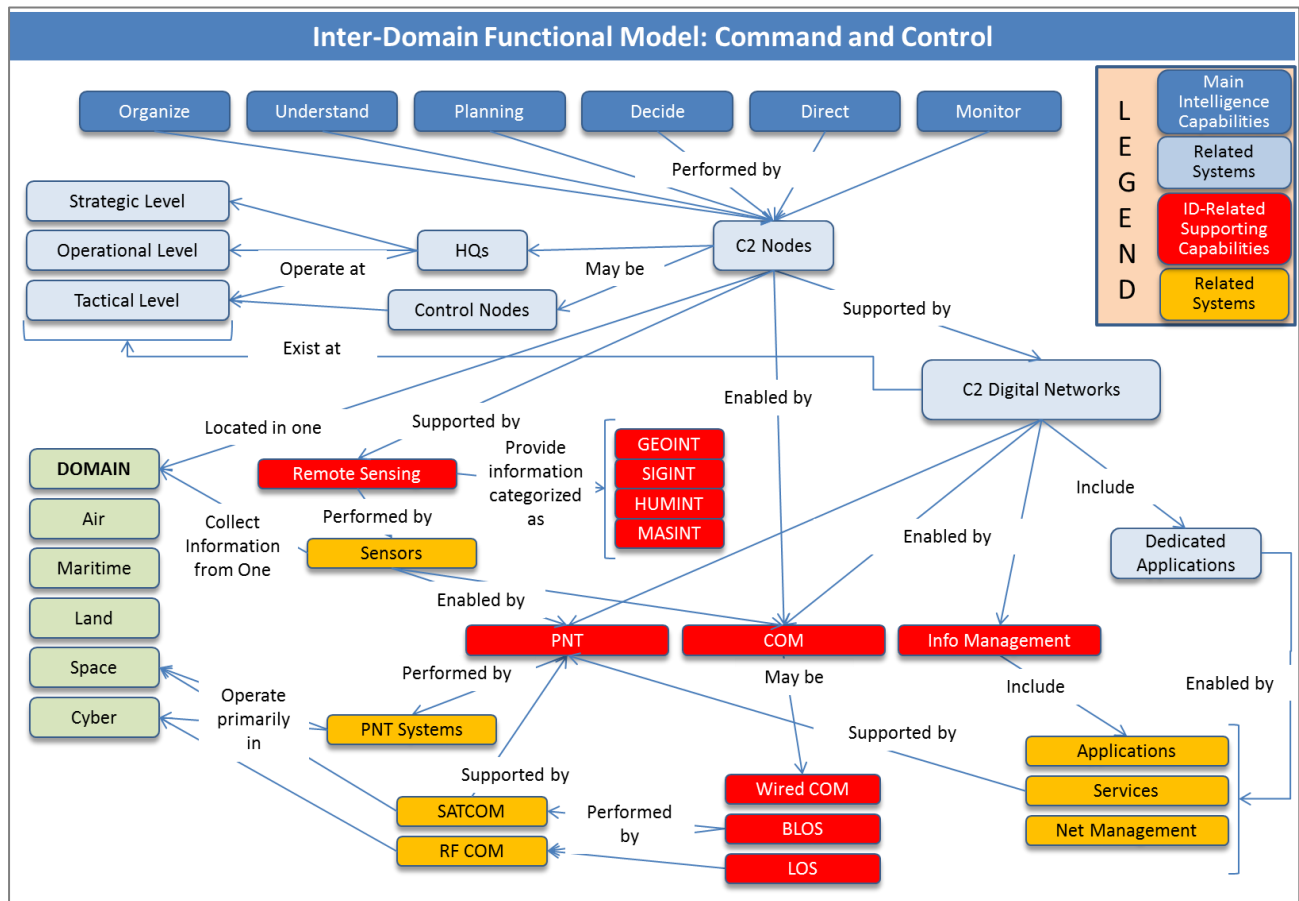 Inter-Domain Functional Model: Command and Control
Organize
Understand
Planning
Decide
Direct
Monitor
L
E
G
E
N
D
Main
Intelligence
Capabilities
Related
Systems
ID-Related
Supporting
Capabilities
Related
Systems
Performed by
Strategic Level
Operational Level
Tactical Level
HQs
Operate at
Control Nodes
May be
C2 Nodes
Supported by
Exist at
C2 Digital Networks
Enabled by
Located in one
Supported by
DOMAIN
Air
Maritime
Land
Space
Cyber
Remote Sensing
Provide
information
categorized
as
GEOINT
SIGINT
HUMINT
MASINT
Performed by
Collect
Information
from One
Sensors
Enabled by
Include
Enabled by
Dedicated
Applications
PNT
COM
Info Management
Performed by
May be
Include
Enabled by
Operate
primarily
in
PNT Systems
Supported by
Supported by
Applications
Services
Net Management
SATCOM
RF COM
Performed
by
Wired COM
BLOS
LOS